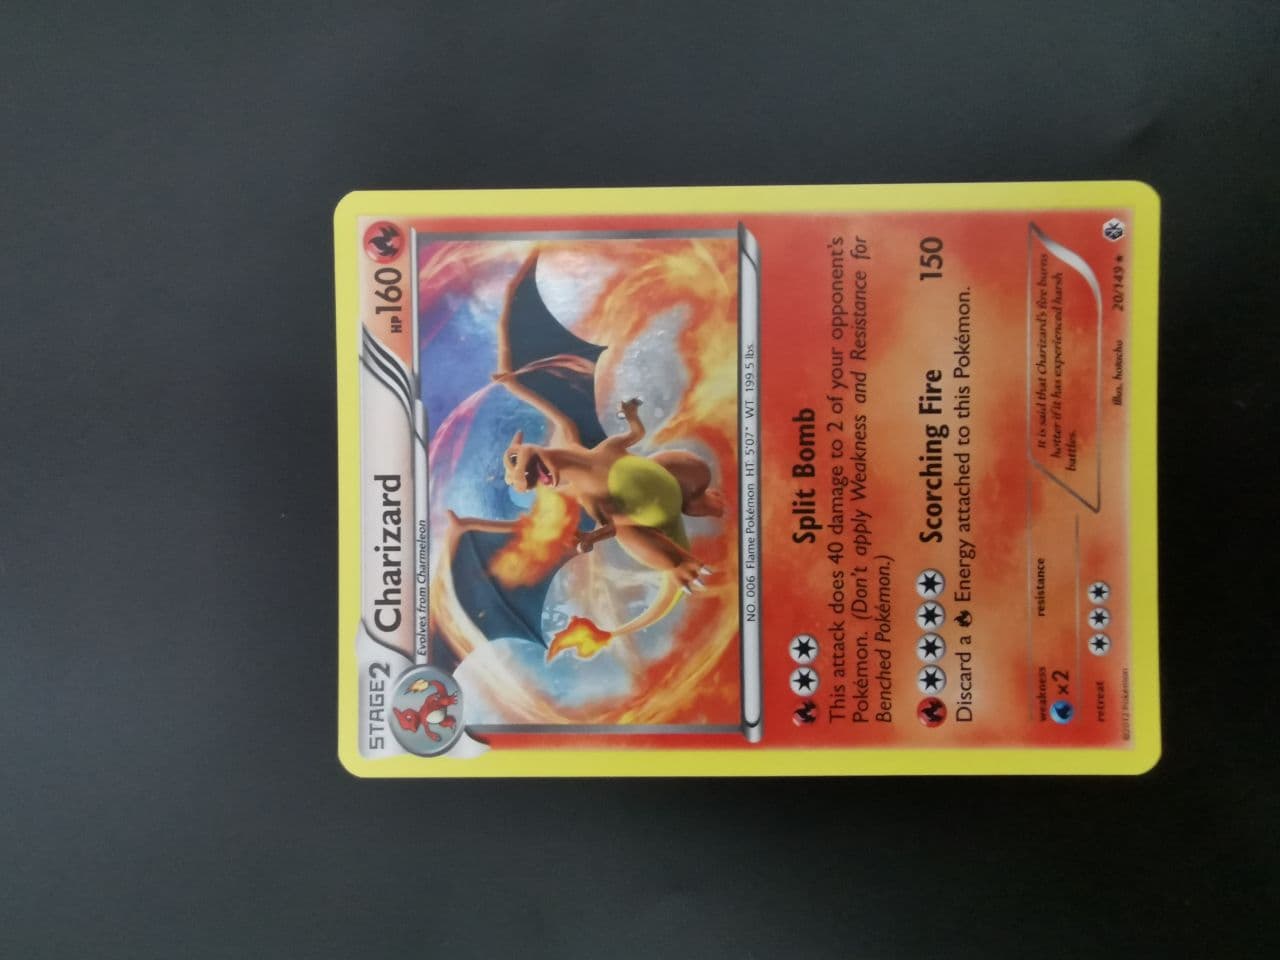 STAGE2
Charizard
HP160
Evolves from Charmeleon
NO. 006 Flame Pokémon HT: 5'07" WT: 199.5 lbs.
Split Bomb
This attack does 40 damage to 2 of your opponent's
Pokémon. (Don't apply Weakness and Resistance for
Benched Pokémon.)
Scorching Fire 150
Discard a Energy attached to this Pokémon.
weakness resistance
×2
It is said that Charizard's fire burns
hotter if it has experienced harsh
battles.
retreat
©2012 Pokémon
Illus. hokucho 20/149 ★